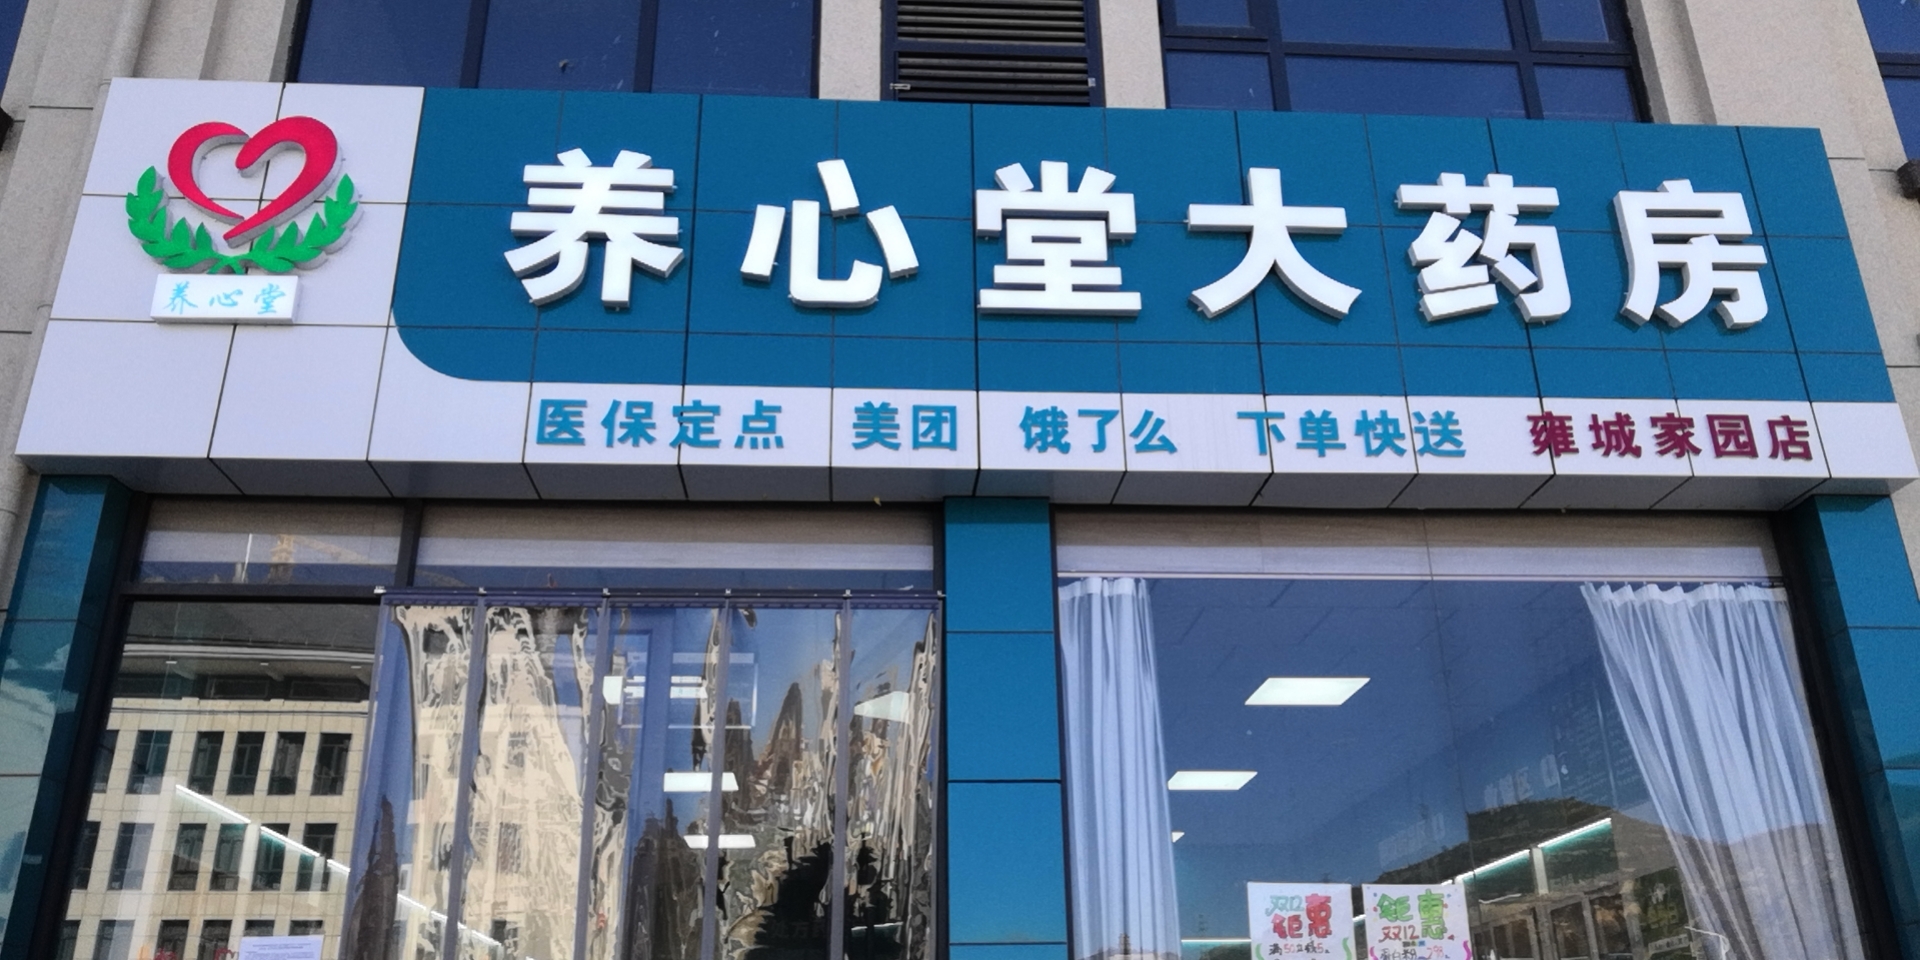 养心堂大药房
养心堂
医保定点 美团 饿了么 下单快送 雍城家园店
双12
钜惠
钜惠
双12